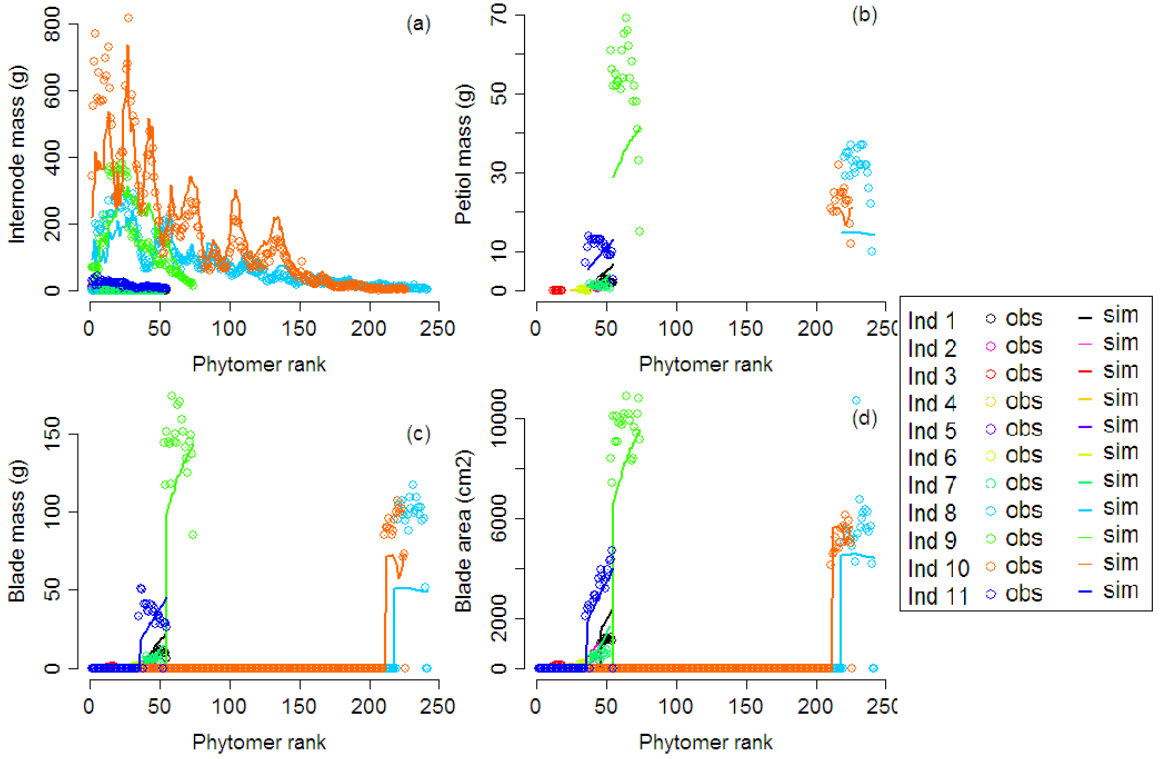 (a)
Internode mass (g)
0 200 400 600 800
0 50 100 150 200 250
Phytomer rank
(b)
Petiol mass (g)
0 10 30 50 70
0 50 100 150 200 250
Phytomer rank
(c)
Blade mass (g)
0 50 100 150
0 50 100 150 200 250
Phytomer rank
(d)
Blade area (cm2)
0 2000 6000 10000
0 50 100 150 200 250
Phytomer rank
Ind 1 obs sim
Ind 2 obs sim
Ind 3 obs sim
Ind 4 obs sim
Ind 5 obs sim
Ind 6 obs sim
Ind 7 obs sim
Ind 8 obs sim
Ind 9 obs sim
Ind 10 obs sim
Ind 11 obs sim